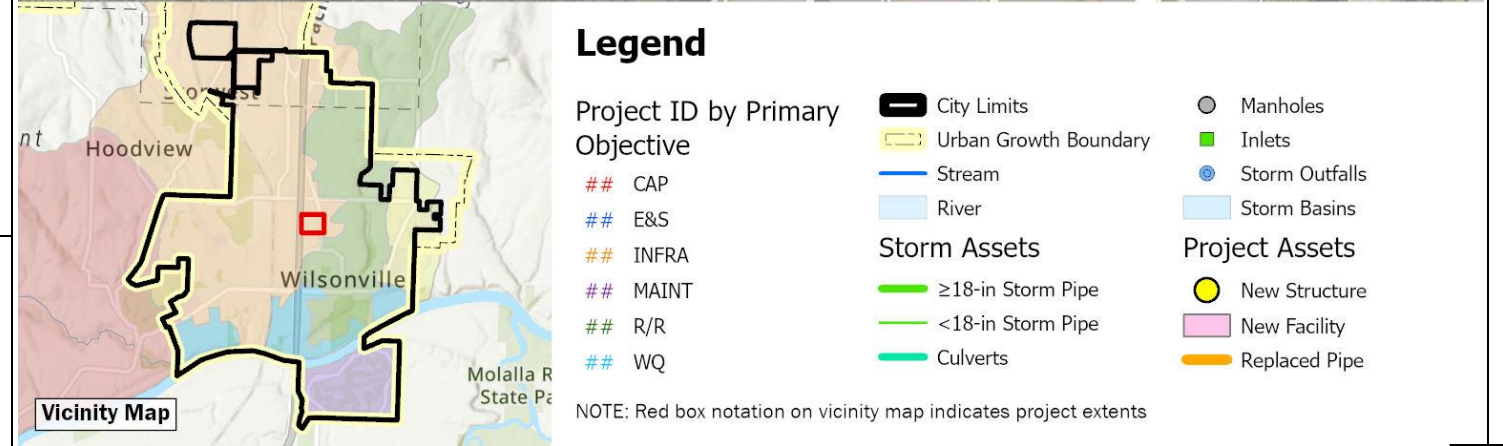 nt
Hoodview
Wilsonville
Molalla R
State Pa
Vicinity Map
Legend
Project ID by Primary
Objective
## CAP
## E&S
## INFRA
## MAINT
## R/R
## WQ
City Limits
Urban Growth Boundary
Stream
River
Storm Assets
≥18-in Storm Pipe
<18-in Storm Pipe
Culverts
Manholes
Inlets
Storm Outfalls
Storm Basins
Project Assets
New Structure
New Facility
Replaced Pipe
NOTE: Red box notation on vicinity map indicates project extents